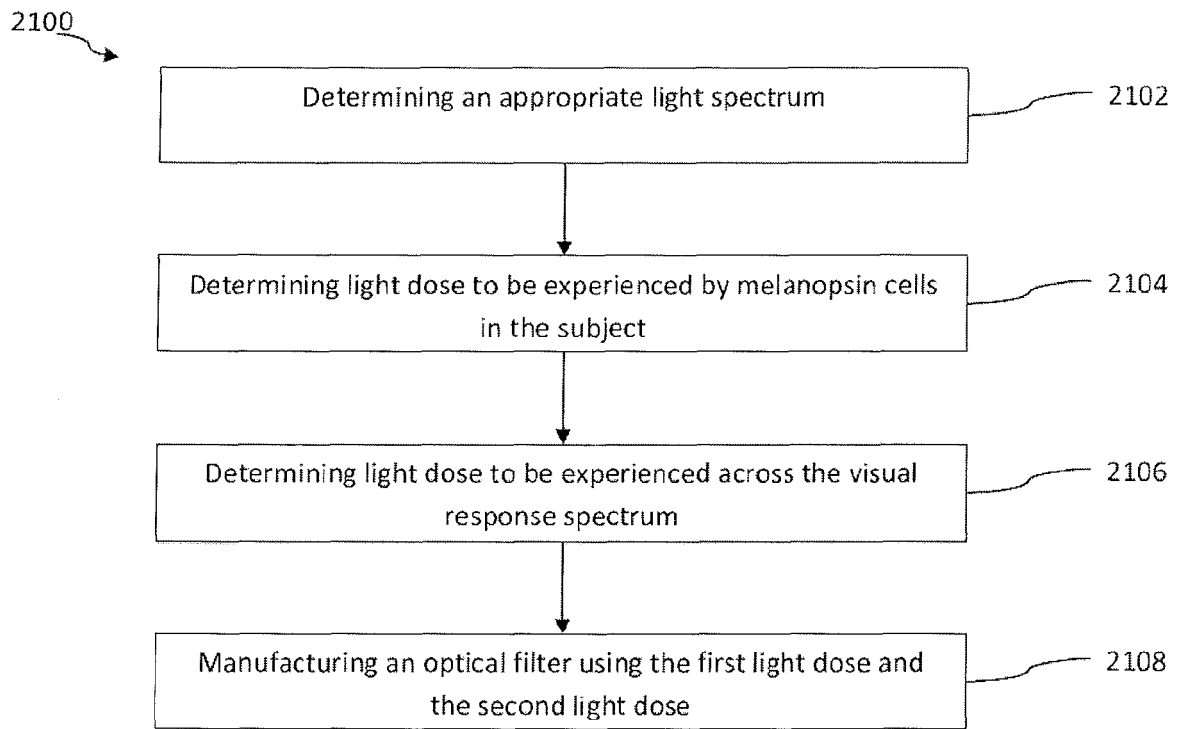 2100
Determining an appropriate light spectrum
2102
Determining light dose to be experienced by melanopsin cells
in the subject
2104
Determining light dose to be experienced across the visual
response spectrum
2106
Manufacturing an optical filter using the first light dose and
the second light dose
2108